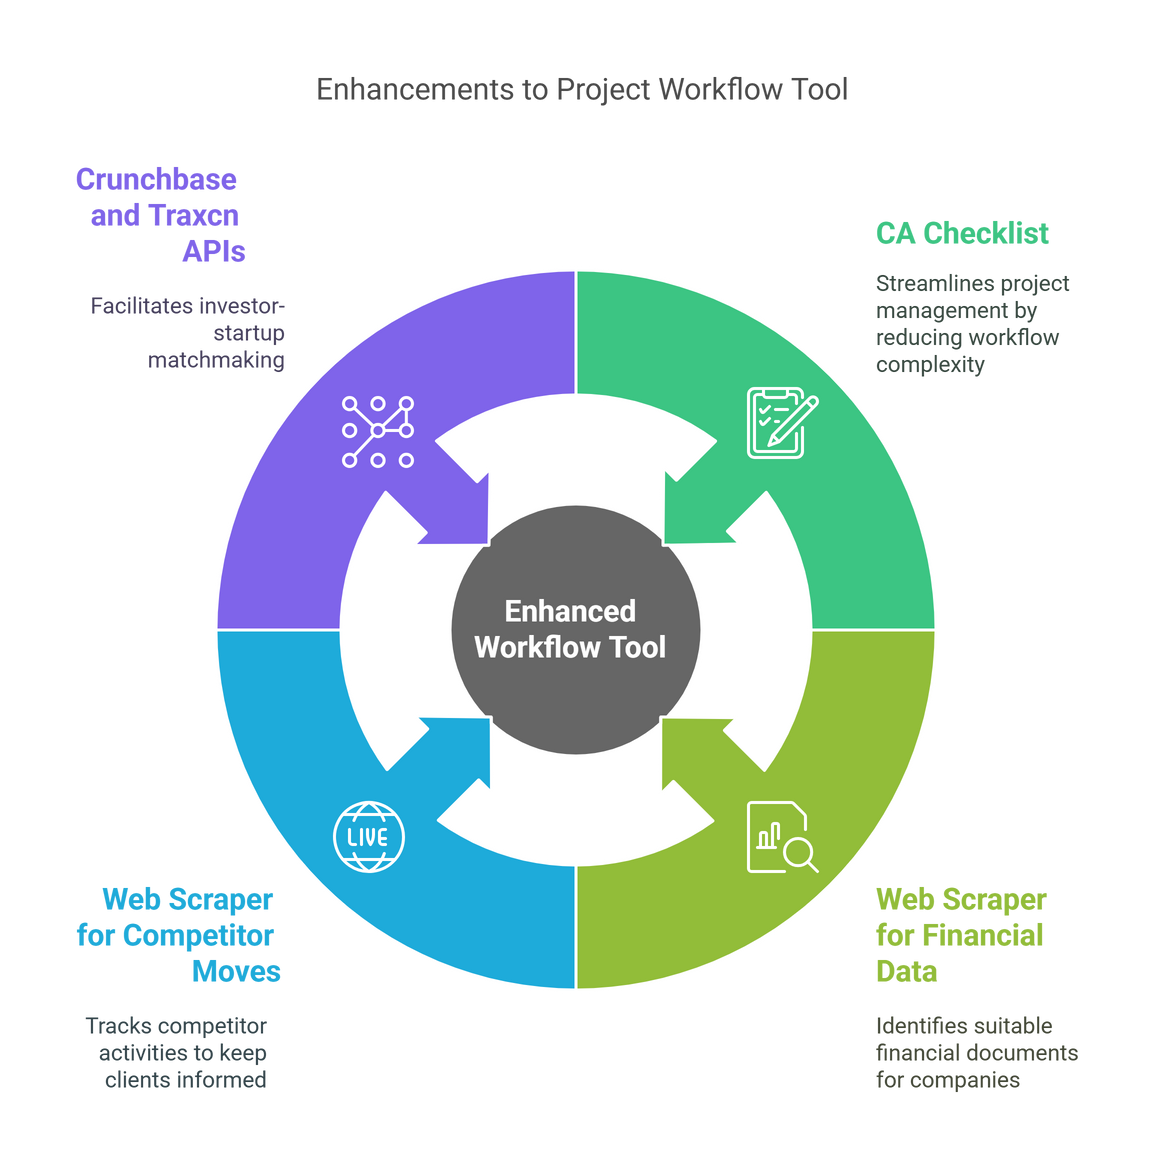 Enhancements to Project Workflow Tool
Crunchbase
and Traxcn
APIs
Facilitates investor-
startup
matchmaking
CA Checklist
Streamlines project
management by
reducing workflow
complexity
Enhanced
Workflow Tool
LIVE
Web Scraper
for Competitor
Moves
Tracks competitor
activities to keep
clients informed
Web Scraper
for Financial
Data
Identifies suitable
financial documents
for companies